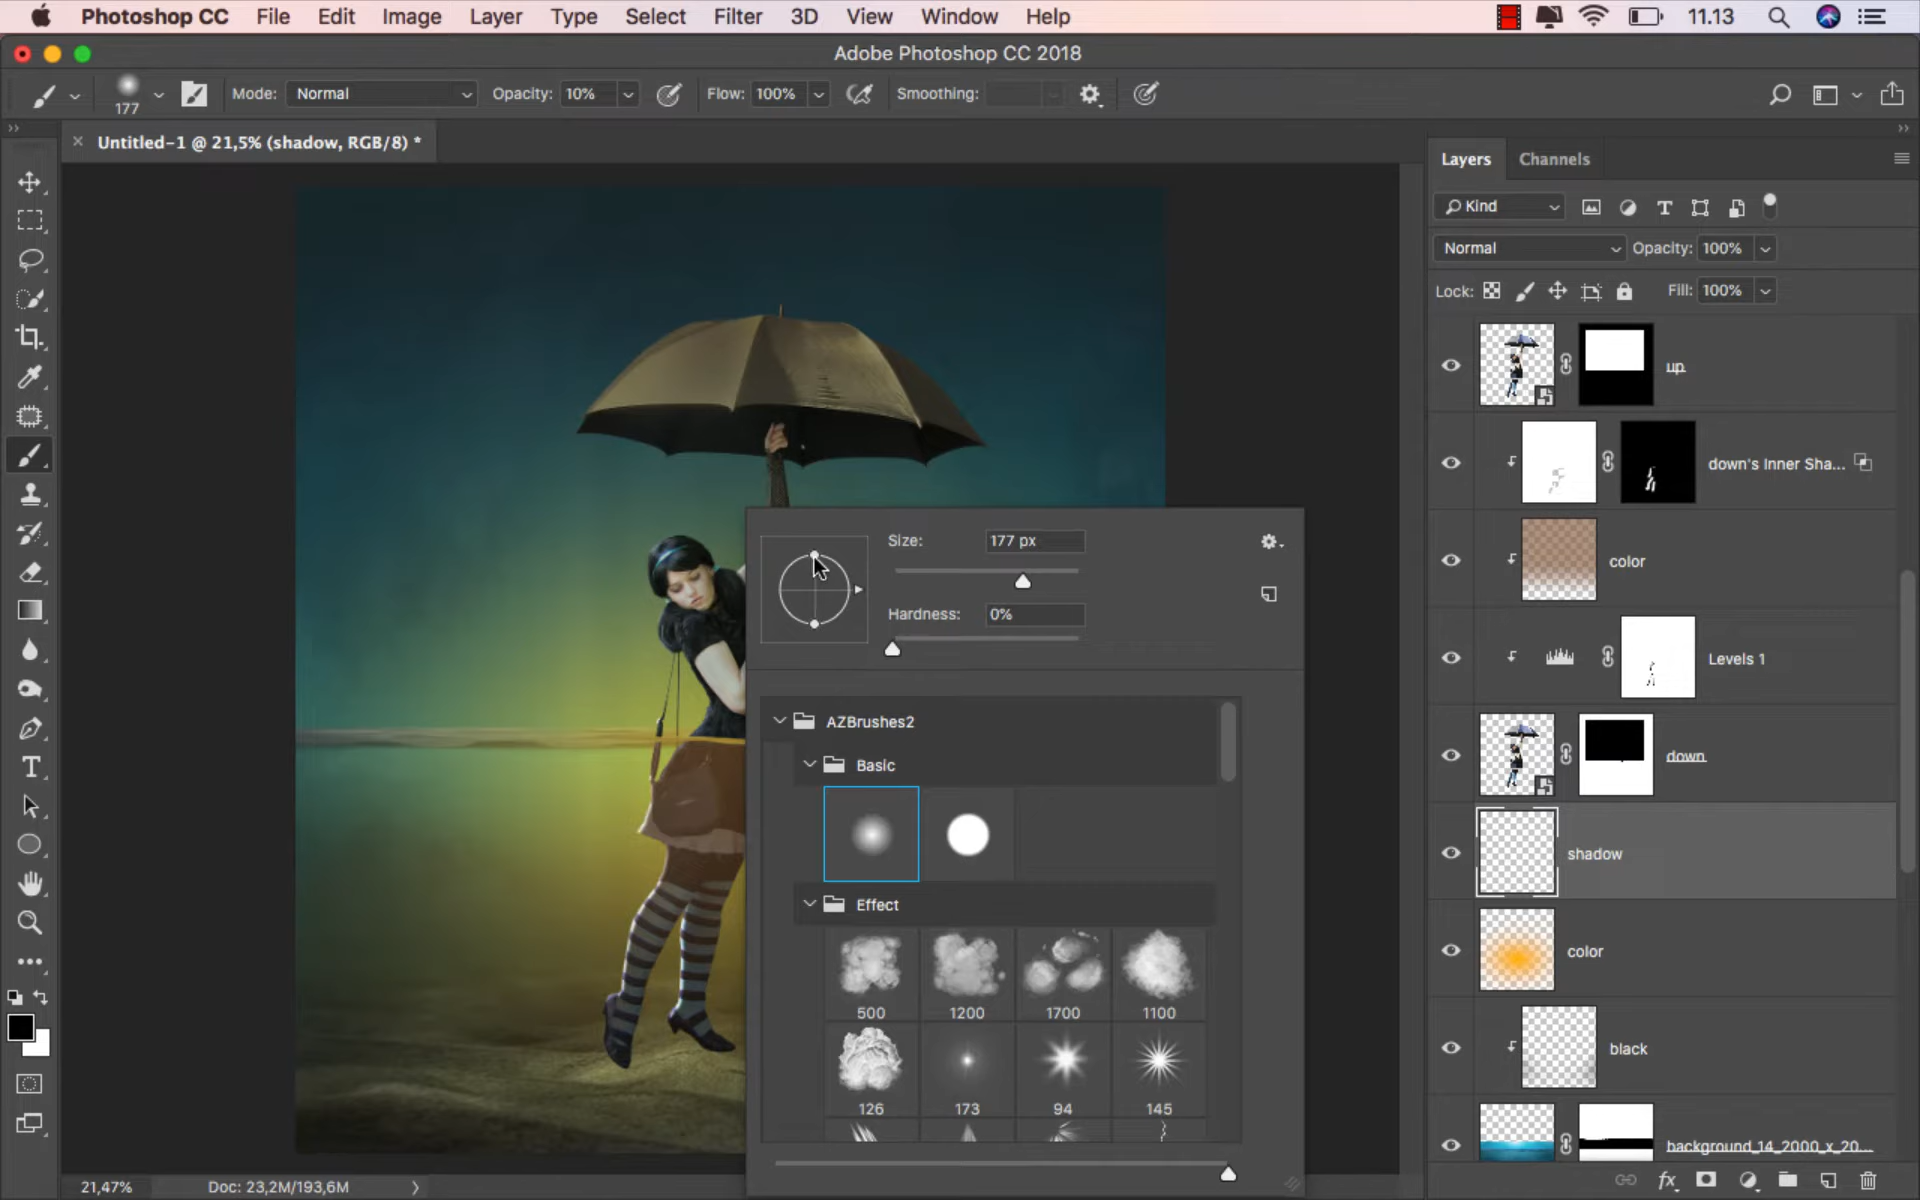 Photoshop CC File Edit Image Layer Type Select Filter 3D View Window Help 11.13
Adobe Photoshop CC 2018
177 Mode: Normal Opacity: 10% Flow: 100% Smoothing:
Untitled-1 @ 21,5% (shadow, RGB/8) *
Layers Channels
Kind
Normal Opacity: 100%
Lock: Fill: 100%
up
down's Inner Sha...
color
Levels 1
down
shadow
color
black
background_14_2000_x_20...
Size: 177 px
Hardness: 0%
AZBrushes2
Basic
Effect
500 1200 1700 1100
126 173 94 145
21,47% Doc: 23,2M/193,6M